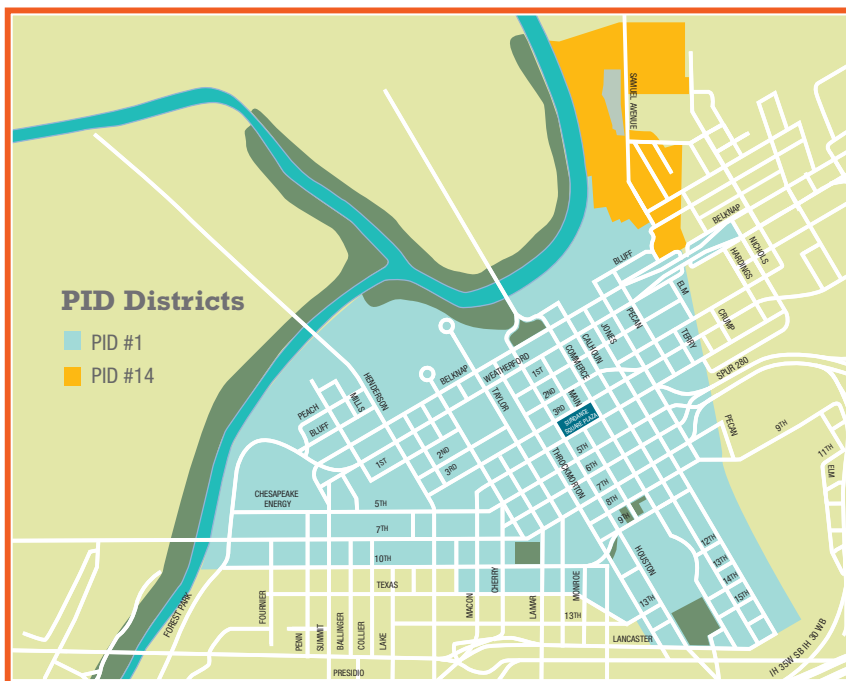 SAMUEL AVENUE
BELKNAP
NICHOLS
HARDINGS
BLUFF
ELM
PID Districts
PID #1
PID #14
PECAN
CRUMP
JONES
CALHOUN
TERRY
COMMERCE
WEATHERFORD
1ST
BELKNAP
SPUR 280
HENDERSON
MILLS
TAYLOR
2ND
MAIN
3RD
PEACH
BLUFF
SUNDANCE
SQUARE PLAZA
PECAN
9TH
11TH
ELM
1ST
2ND
3RD
THROCKMORTON
5TH
6TH
7TH
8TH
9TH
CHESAPEAKE
ENERGY
5TH
7TH
10TH
HOUSTON
12TH
13TH
14TH
15TH
13TH
TEXAS
FOREST PARK
FOURNIER
PENN
SUMMIT
BALLINGER
COLLIER
LAKE
MACON
CHERRY
LAMAR
MONROE
13TH
LANCASTER
PRESIDIO
IH 35W SB IH 30 WB